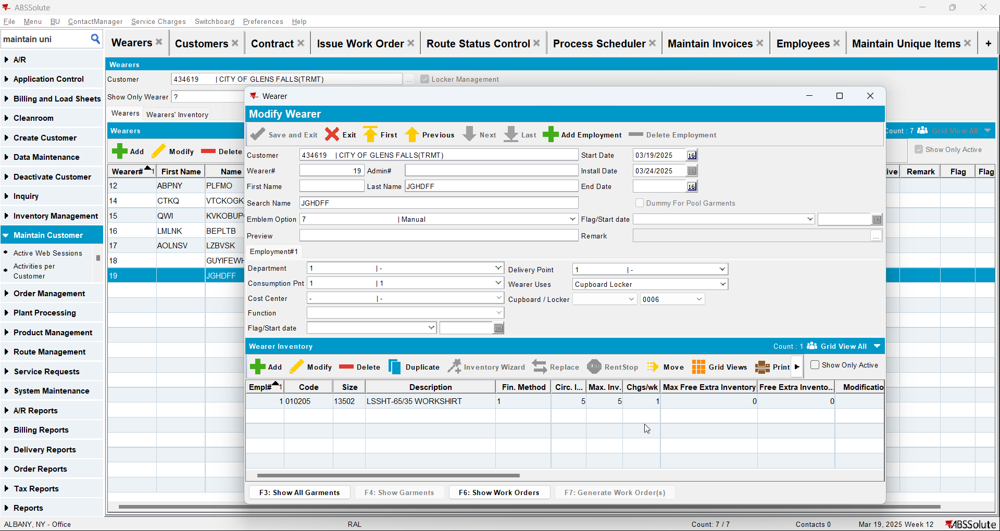 ABSSolute
File Menu BU ContactManager Service Charges Switchboard Preferences Help
maintain uni
Wearers Customers Contract Issue Work Order Route Status Control Process Scheduler Maintain Invoices Employees Maintain Unique Items +
A/R
Application Control
Billing and Load Sheets
Cleanroom
Create Customer
Data Maintenance
Deactivate Customer
Inquiry
Inventory Management
Maintain Customer
Active Web Sessions
Activities per
Customer
Order Management
Plant Processing
Product Management
Route Management
Service Requests
System Maintenance
A/R Reports
Billing Reports
Delivery Reports
Order Reports
Tax Reports
Reports
Wearers
Customer 434619 | CITY OF GLENS FALLS(TRMT) ... Locker Management
Show Only Wearer ?
Wearers Wearers' Inventory
Wearers Count : 7 Grid View All
Add Modify Delete Show Only Active
Wearer# 1 First Name Name ive Remark Flag Flag
12 ABPNY PLFMO
14 CTKQ VTCKOGK
15 QWI KVKOBUP
16 LMLNK BEPLTB
17 AOLNSV LZBVSK
18 GUYIFEWH
19 JGHDFF
Wearer
Modify Wearer
Save and Exit Exit First Previous Next Last Add Employment Delete Employment
Customer 434619 | CITY OF GLENS FALLS(TRMT) Start Date 03/19/2025 16
Wearer# 19 Admin# Install Date 03/24/2025 16
First Name Last Name JGHDFF End Date 16
Search Name JGHDFF Dummy For Pool Garments
Emblem Option 7 | Manual Flag/Start date 16
Preview Remark ...
Employment#1
Department 1 | - Delivery Point 1 | -
Consumption Pnt 1 | 1 Wearer Uses Cupboard Locker
Cost Center - | - Cupboard / Locker 0006
Function
Flag/Start date 16
Wearer Inventory Count : 1 Grid View All
Add Modify Delete Duplicate Inventory Wizard Replace RentStop Move Grid Views Print Show Only Active
Empl# 1 Code Size Description Fin. Method Circ. I... Max. Inv. Chgs/wk Max Free Extra Inventory Free Extra Invento... Modificatio
1 010205 13502 LSSHT-65/35 WORKSHIRT 1 5 5 1 0 0
F3: Show All Garments F4: Show Garments F6: Show Work Orders F7: Generate Work Order(s)
ALBANY, NY - Office RAL Count: 7 / 7 Contacts 0 Mar 19, 2025 Week 12 ABSSolute